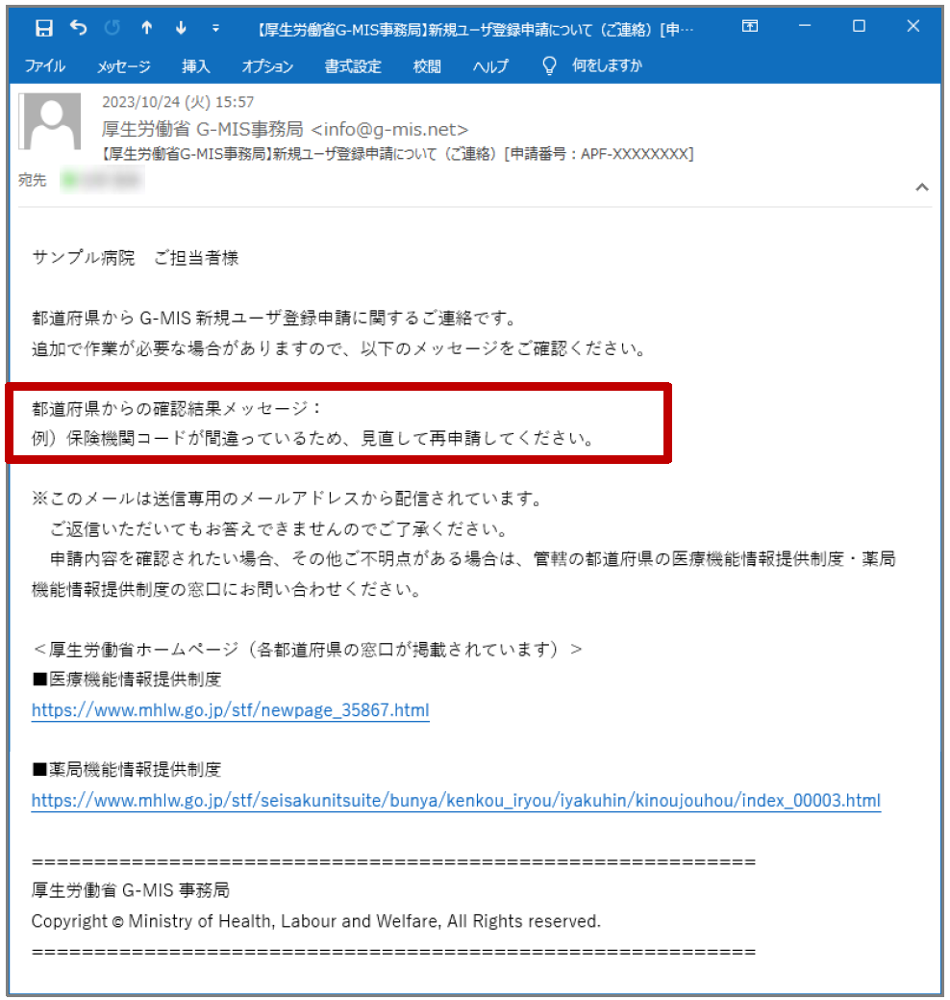 【厚生労働省G-MIS事務局】新規ユーザ登録申請について（ご連絡）[申…
ファイル メッセージ 挿入 オプション 書式設定 校閲 ヘルプ 何をしますか
2023/10/24 (火) 15:57
厚生労働省 G-MIS事務局 <info@g-mis.net>
【厚生労働省G-MIS事務局】新規ユーザ登録申請について（ご連絡）[申請番号：APF-XXXXXXXX]
宛先
サンプル病院　ご担当者様
都道府県から G-MIS 新規ユーザ登録申請に関するご連絡です。
追加で作業が必要な場合がありますので、以下のメッセージをご確認ください。
都道府県からの確認結果メッセージ：
例）保険機関コードが間違っているため、見直して再申請してください。
※このメールは送信専用のメールアドレスから配信されています。
ご返信いただいてもお答えできませんのでご了承ください。
申請内容を確認されたい場合、その他ご不明点がある場合は、管轄の都道府県の医療機能情報提供制度・薬局
機能情報提供制度の窓口にお問い合わせください。
＜厚生労働省ホームページ（各都道府県の窓口が掲載されています）＞
■医療機能情報提供制度
https://www.mhlw.go.jp/stf/newpage_35867.html
■薬局機能情報提供制度
https://www.mhlw.go.jp/stf/seisakunitsuite/bunya/kenkou_iryou/iyakuhin/kinoujouhou/index_00003.html
==========================================================
厚生労働省 G-MIS 事務局
Copyright © Ministry of Health, Labour and Welfare, All Rights reserved.
==========================================================